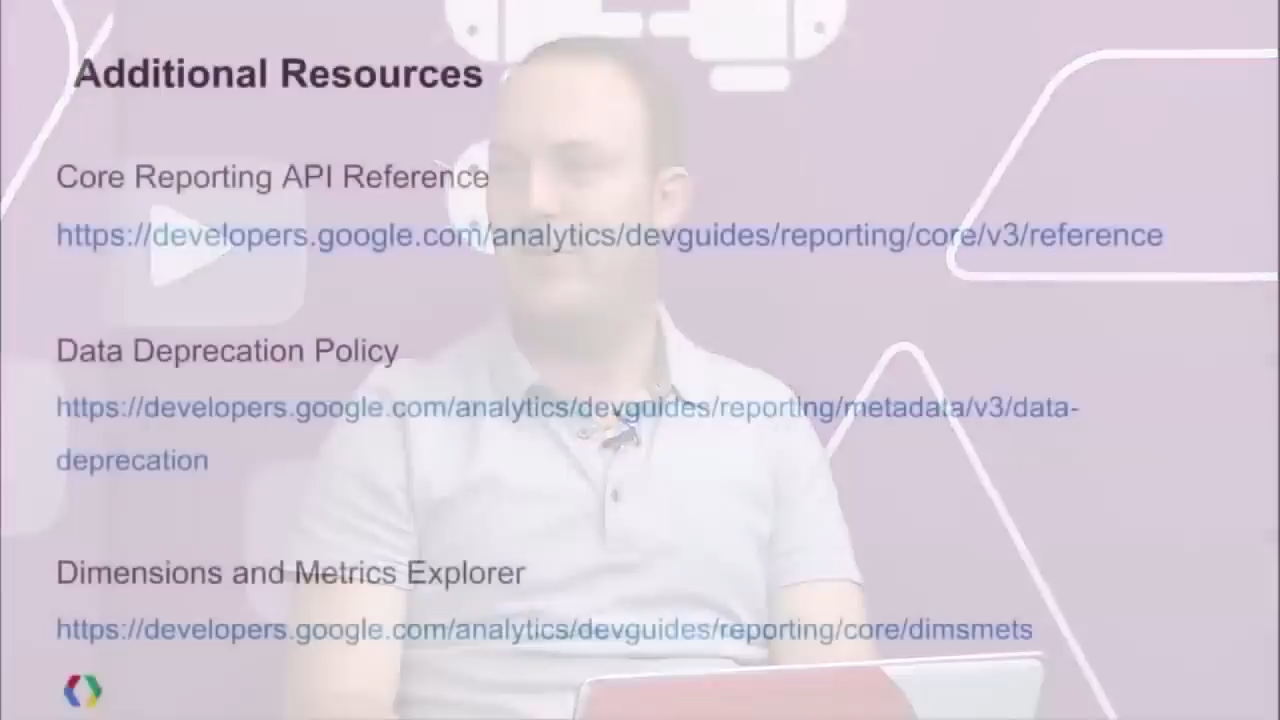 Additional Resources
Core Reporting API Reference
https://developers.google.com/analytics/devguides/reporting/core/v3/reference
Data Deprecation Policy
https://developers.google.com/analytics/devguides/reporting/metadata/v3/data-
deprecation
Dimensions and Metrics Explorer
https://developers.google.com/analytics/devguides/reporting/core/dimsmets